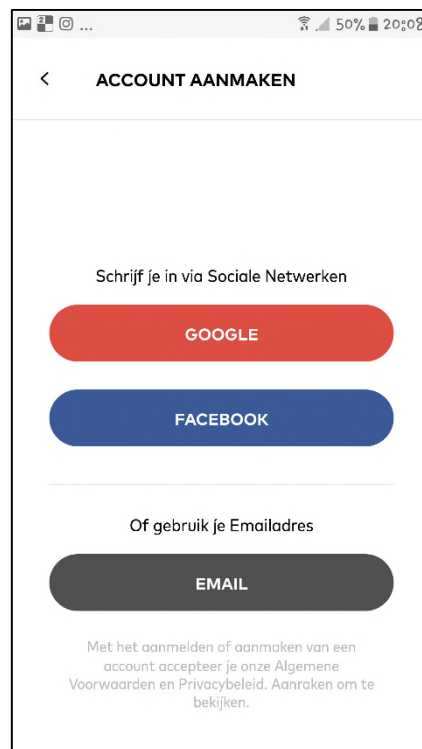 ... 50% 20:08
ACCOUNT AANMAKEN
Schrijf je in via Sociale Netwerken
GOOGLE
FACEBOOK
Of gebruik je Emailadres
EMAIL
Met het aanmelden of aanmaken van een
account accepteer je onze Algemene
Voorwaarden en Privacybeleid. Aanraken om te
bekijken.